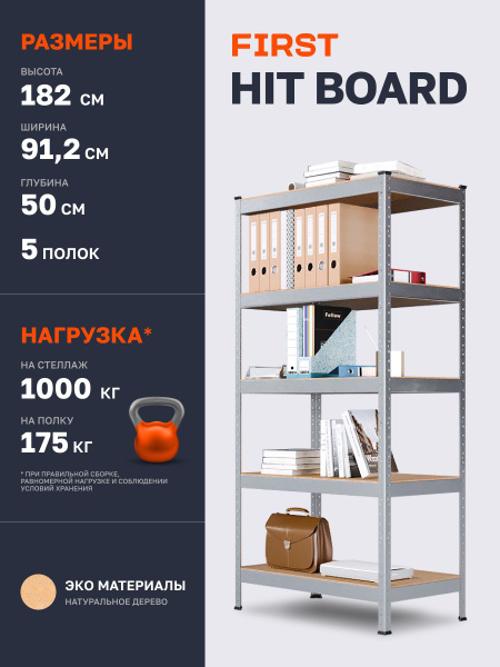 РАЗМЕРЫ
ВЫСОТА
182 СМ
ШИРИНА
91,2 СМ
ГЛУБИНА
50 СМ
5 ПОЛОК
НАГРУЗКА*
НА СТЕЛЛАЖ
1000 КГ
НА ПОЛКУ
175 КГ
* ПРИ ПРАВИЛЬНОЙ СБОРКЕ,
РАВНОМЕРНОЙ НАГРУЗКЕ И СОБЛЮДЕНИИ
УСЛОВИЙ ХРАНЕНИЯ
ЭКО МАТЕРИАЛЫ
НАТУРАЛЬНОЕ ДЕРЕВО
FIRST
HIT BOARD